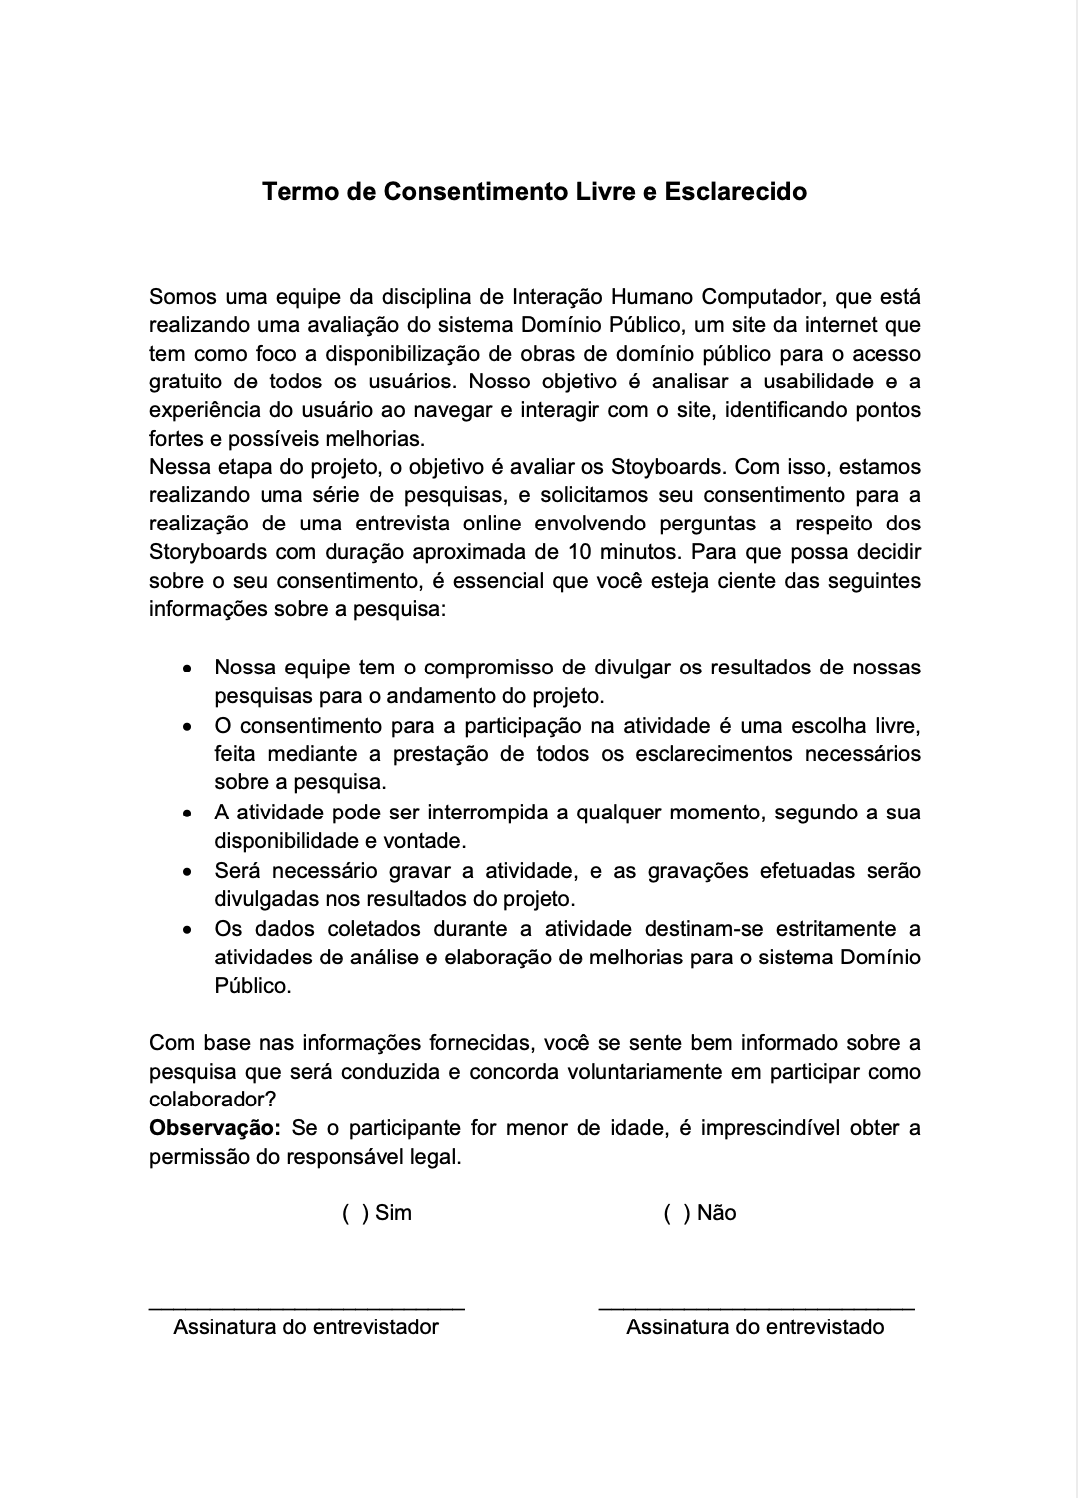 Termo de Consentimento Livre e Esclarecido
Somos uma equipe da disciplina de Interação Humano Computador, que está
realizando uma avaliação do sistema Domínio Público, um site da internet que
tem como foco a disponibilização de obras de domínio público para o acesso
gratuito de todos os usuários. Nosso objetivo é analisar a usabilidade e a
experiência do usuário ao navegar e interagir com o site, identificando pontos
fortes e possíveis melhorias.
Nessa etapa do projeto, o objetivo é avaliar os Stoyboards. Com isso, estamos
realizando uma série de pesquisas, e solicitamos seu consentimento para a
realização de uma entrevista online envolvendo perguntas a respeito dos
Storyboards com duração aproximada de 10 minutos. Para que possa decidir
sobre o seu consentimento, é essencial que você esteja ciente das seguintes
informações sobre a pesquisa:
• Nossa equipe tem o compromisso de divulgar os resultados de nossas
pesquisas para o andamento do projeto.
• O consentimento para a participação na atividade é uma escolha livre,
feita mediante a prestação de todos os esclarecimentos necessários
sobre a pesquisa.
• A atividade pode ser interrompida a qualquer momento, segundo a sua
disponibilidade e vontade.
• Será necessário gravar a atividade, e as gravações efetuadas serão
divulgadas nos resultados do projeto.
• Os dados coletados durante a atividade destinam-se estritamente a
atividades de análise e elaboração de melhorias para o sistema Domínio
Público.
Com base nas informações fornecidas, você se sente bem informado sobre a
pesquisa que será conduzida e concorda voluntariamente em participar como
colaborador?
Observação: Se o participante for menor de idade, é imprescindível obter a
permissão do responsável legal.
( ) Sim ( ) Não
Assinatura do entrevistador Assinatura do entrevistado